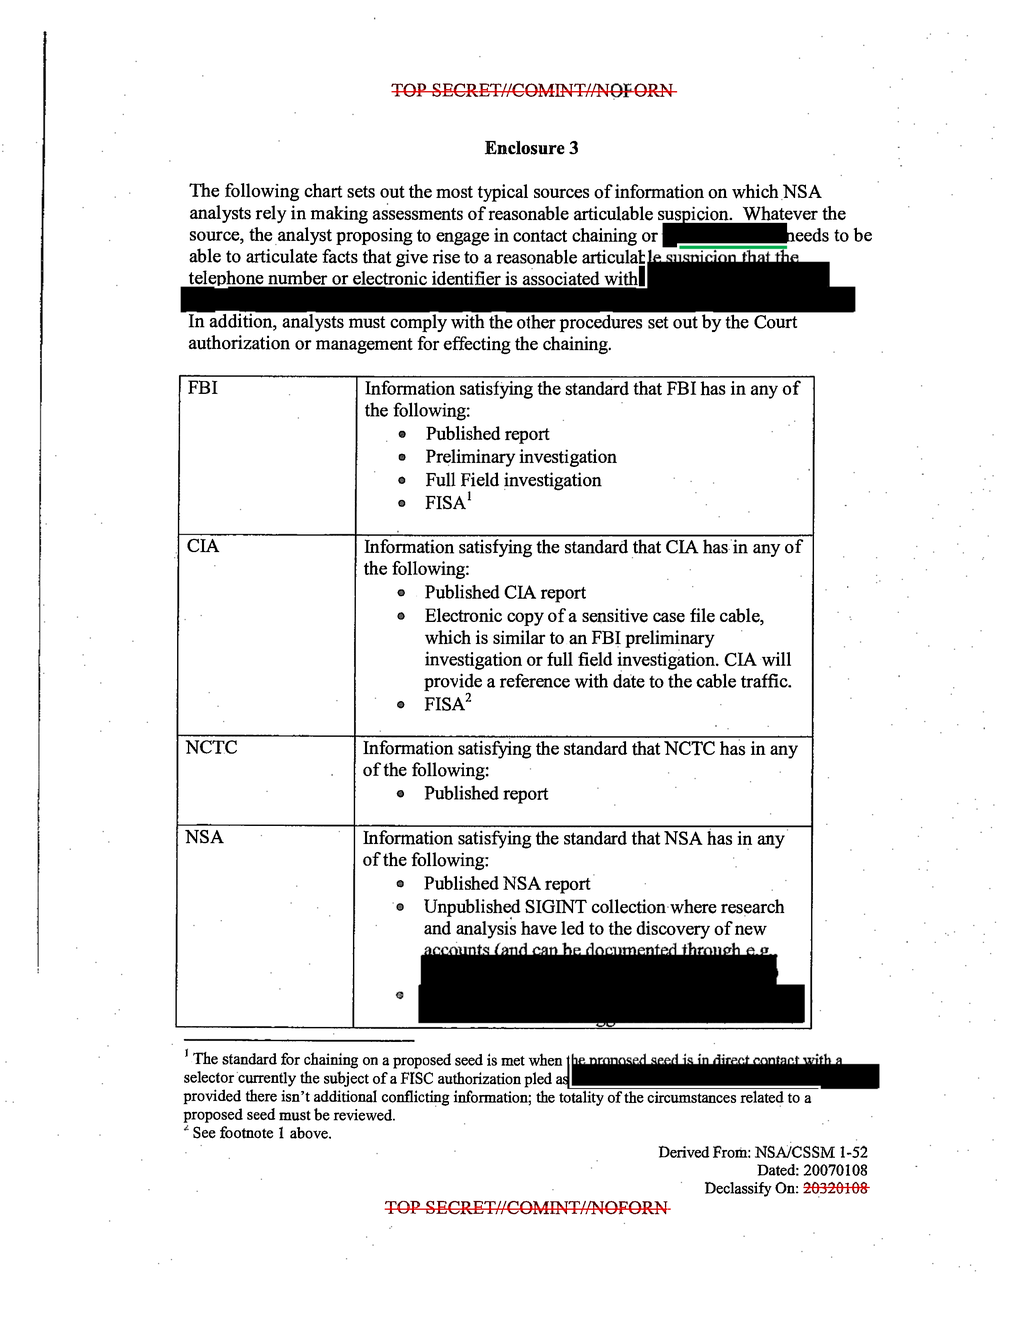 TOP SECRET//COMINT//NOFORN
Enclosure 3
The following chart sets out the most typical sources of information on which NSA
analysts rely in making assessments of reasonable articulable suspicion. Whatever the
source, the analyst proposing to engage in contact chaining or needs to be
able to articulate facts that give rise to a reasonable articulable suspicion that the
telephone number or electronic identifier is associated with
In addition, analysts must comply with the other procedures set out by the Court
authorization or management for effecting the chaining.
FBI
Information satisfying the standard that FBI has in any of
the following:
• Published report
• Preliminary investigation
• Full Field investigation
• FISA¹
CIA
Information satisfying the standard that CIA has in any of
the following:
• Published CIA report
• Electronic copy of a sensitive case file cable,
which is similar to an FBI preliminary
investigation or full field investigation. CIA will
provide a reference with date to the cable traffic.
• FISA²
NCTC
Information satisfying the standard that NCTC has in any
of the following:
• Published report
NSA
Information satisfying the standard that NSA has in any
of the following:
• Published NSA report
• Unpublished SIGINT collection where research
and analysis have led to the discovery of new
accounts (and can be documented through e.g.,
•
¹ The standard for chaining on a proposed seed is met when the proposed seed is in direct contact with a
selector currently the subject of a FISC authorization pled as
provided there isn't additional conflicting information; the totality of the circumstances related to a
proposed seed must be reviewed.
² See footnote 1 above.
Derived From: NSA/CSSM 1-52
Dated: 20070108
Declassify On: 20320108
TOP SECRET//COMINT//NOFORN